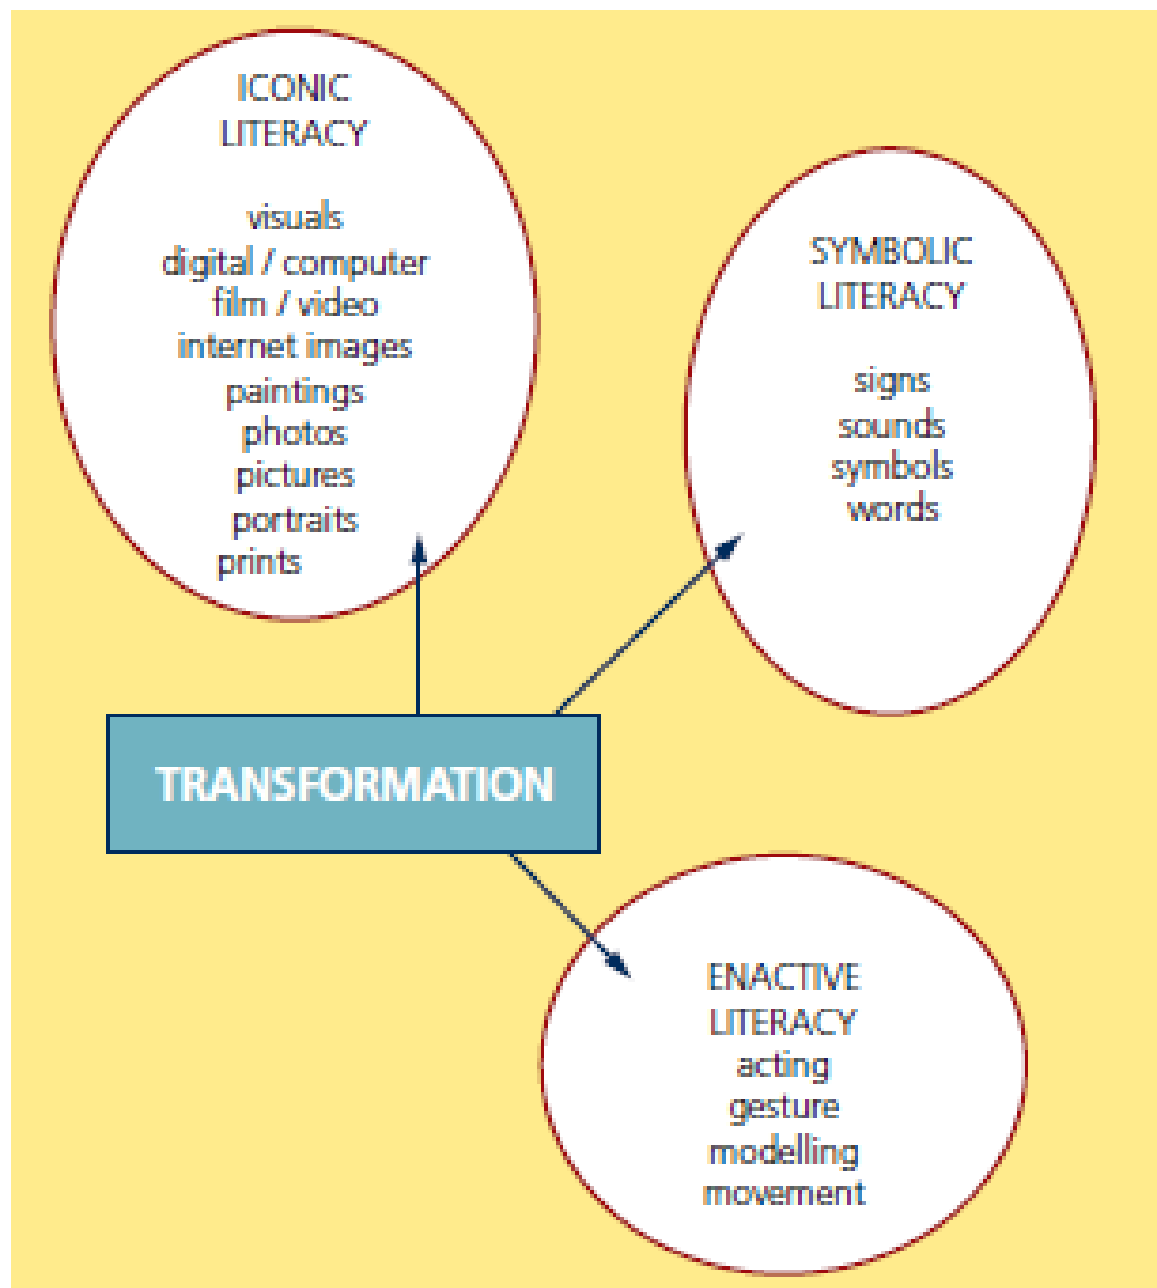 ICONIC
LITERACY
visuals
digital / computer
film / video
internet images
paintings
photos
pictures
portraits
prints
SYMBOLIC
LITERACY
signs
sounds
symbols
words
TRANSFORMATION
ENACTIVE
LITERACY
acting
gesture
modelling
movement